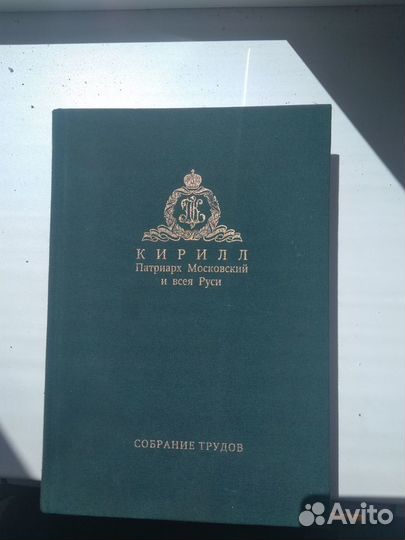 КИРИЛЛ
Патриарх Московский
и всея Руси
СОБРАНИЕ ТРУДОВ
Avito